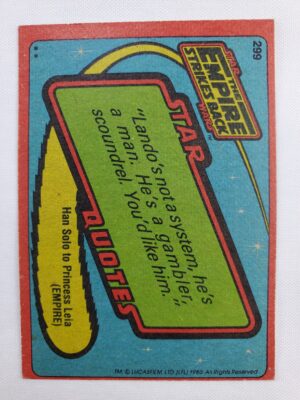 299
STAR
THE
EMPIRE
STRIKES BACK
WARS™
STAR
QUOTES
"Lando's not a system, he's
a man. He's a gambler,
scoundrel. You'd like him."
Han Solo to Princess Leia
(EMPIRE)
**
TM: © LUCASFILM LTD (LFL) 1980 All Rights Reserved